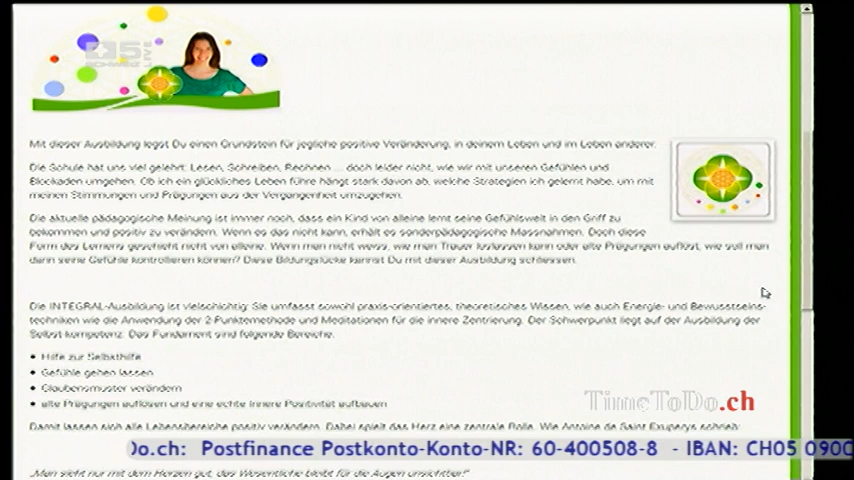 5
SCHWEIZ
LIVE
Mit dieser Ausbildung legst Du einen Grundstein für jegliche positive Veränderung, in deinem Leben und im Leben anderer.
Die Schule hat uns viel gelehrt: Lesen, Schreiben, Rechnen ... doch leider nicht, wie wir mit unseren Gefühlen und
Blockaden umgehen. Ob ich ein glückliches Leben führe hängt stark davon ab, welche Strategien ich gelernt habe, um mit
meinen Stimmungen und Prägungen aus der Vergangenheit umzugehen.
Die aktuelle pädagogische Meinung ist immer noch, dass ein Kind von alleine lernt seine Gefühlswelt in den Griff zu
bekommen und positiv zu verändern. Wenn es das nicht kann, erhält es sonderpädagogische Massnahmen. Doch diese
Form des Lernens geschieht nicht von alleine. Wenn man nicht weiss, wie man Trauer loslassen kann oder alte Prägungen auflöst, wie soll man
dann seine Gefühle kontrollieren können? Diese Bildungslücke kannst Du mit dieser Ausbildung schliessen.
Die INTEGRAL-Ausbildung ist vielschichtig: Sie umfasst sowohl praxis-orientiertes, theoretisches Wissen, wie auch Energie- und Bewusstseins-
techniken wie die Anwendung der 2-Punktemethode und Meditationen für die innere Zentrierung. Der Schwerpunkt liegt auf der Ausbildung der
Selbst-kompetenz. Das Fundament sind folgende Bereiche:
• Hilfe zur Selbsthilfe
• Gefühle gehen lassen
• Glaubensmuster verändern
• alte Prägungen auflösen und eine echte innere Positivität aufbauen
TimeToDo.ch
Damit lassen sich alle Lebensbereiche positiv verändern. Dabei spielt das Herz eine zentrale Rolle. Wie Antoine de Saint Exuperys schrieb:
Do.ch: Postfinance Postkonto-Konto-NR: 60-400508-8 - IBAN: CH05 0900
„Man sieht nur mit dem Herzen gut, das Wesentliche bleibt für die Augen unsichtbar!"